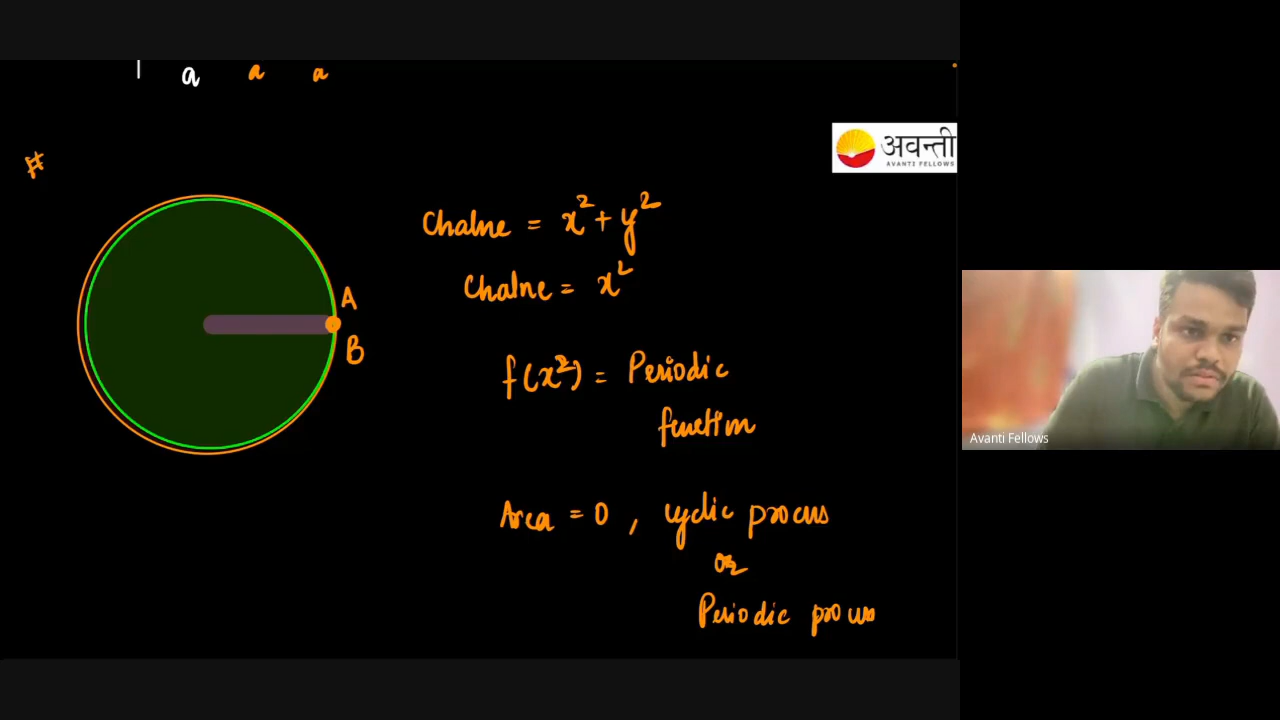 a a a
#
अवन्ती
AVANTI FELLOWS
Chalne = x² + y²
Chalne = x²
A
B
f(x²) = Periodic
function
Area = 0 , cyclic process
or
Periodic process
Avanti Fellows